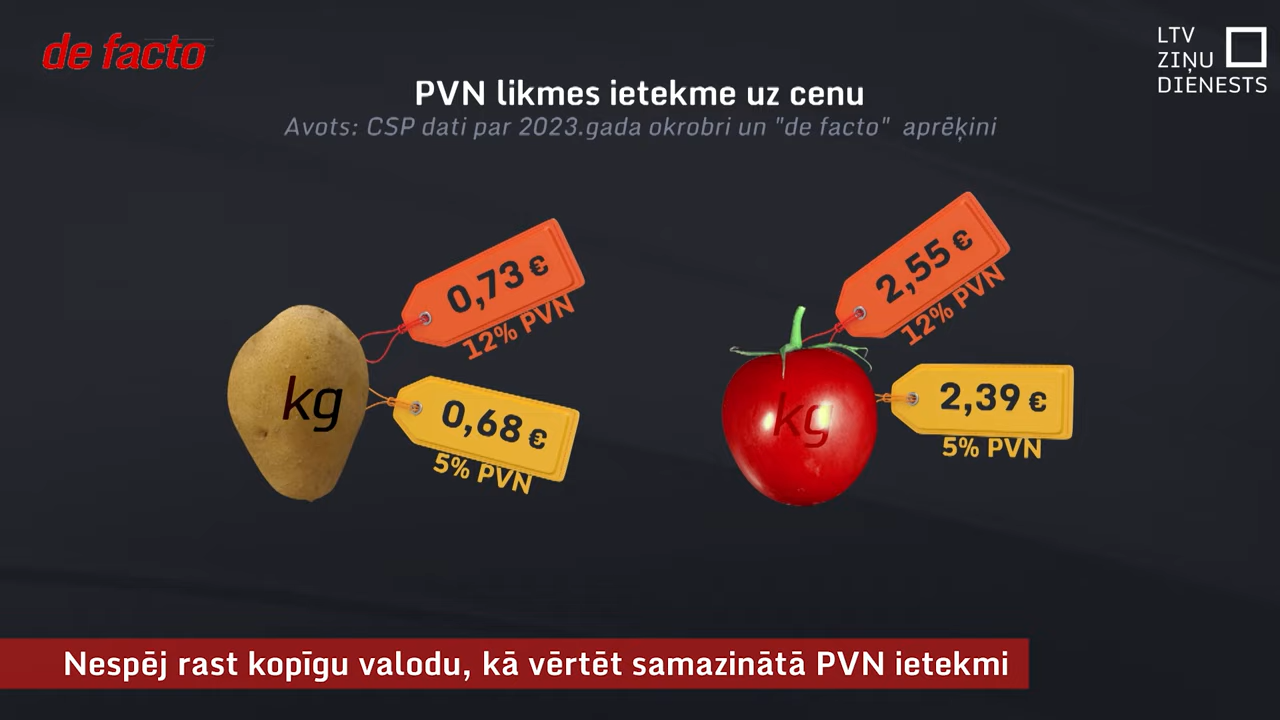 de facto
LTV
ZIŅU
DIENESTS
PVN likmes ietekme uz cenu
Avots: CSP dati par 2023.gada okrobri un "de facto" aprēķini
0,73 €
12% PVN
kg
0,68 €
5% PVN
2,55 €
12% PVN
kg
2,39 €
5% PVN
Nespēj rast kopīgu valodu, kā vērtēt samazinātā PVN ietekmi